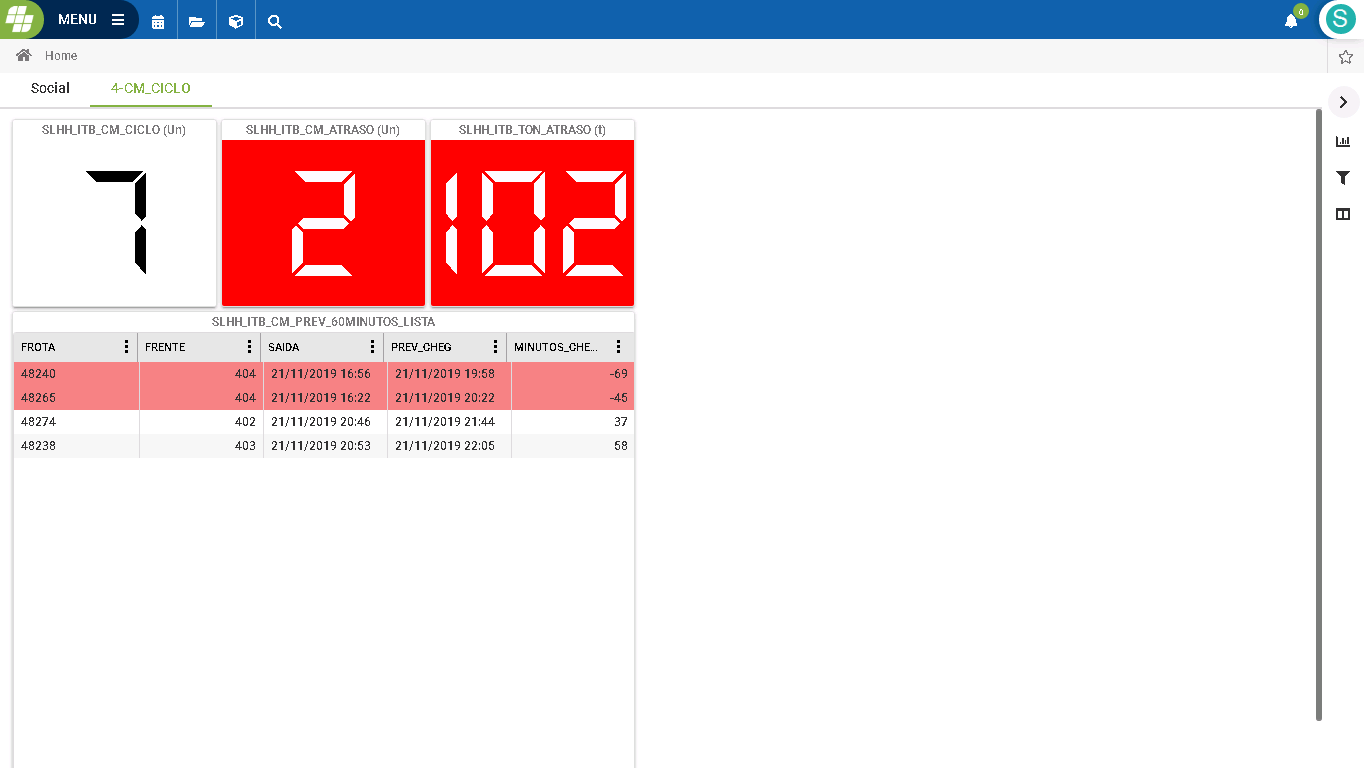 MENU
0
S
Home
Social 4-CM_CICLO
SLHH_ITB_CM_CICLO (Un) SLHH_ITB_CM_ATRASO (Un) SLHH_ITB_TON_ATRASO (t)
7 2 102
SLHH_ITB_CM_PREV_60MINUTOS_LISTA
FROTA FRENTE SAIDA PREV_CHEG MINUTOS_CHE...
48240 404 21/11/2019 16:56 21/11/2019 19:58 -69
48265 404 21/11/2019 16:22 21/11/2019 20:22 -45
48274 402 21/11/2019 20:46 21/11/2019 21:44 37
48238 403 21/11/2019 20:53 21/11/2019 22:05 58